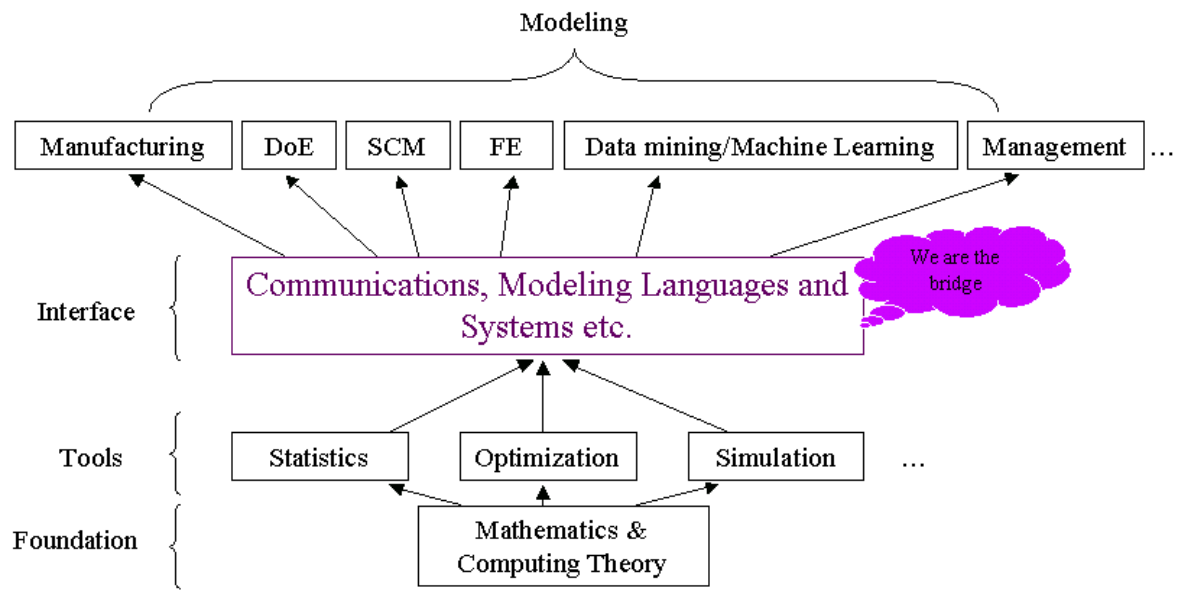 Modeling
Manufacturing
DoE
SCM
FE
Data mining/Machine Learning
Management
...
We are the
bridge
Interface
Communications, Modeling Languages and
Systems etc.
Tools
Statistics
Optimization
Simulation
...
Foundation
Mathematics &
Computing Theory